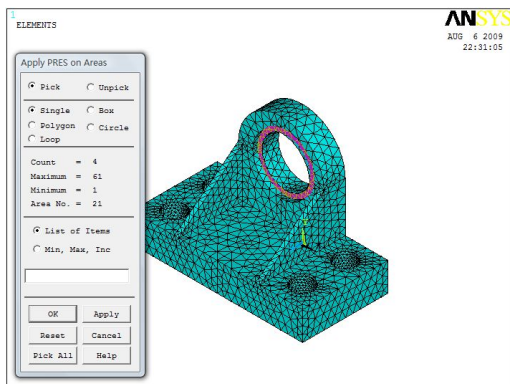 1
ELEMENTS
ANSYS
AUG 6 2009
22:31:05
Apply PRES on Areas
Pick Unpick
Single Box
Polygon Circle
Loop
Count = 4
Maximum = 61
Minimum = 1
Area No. = 21
List of Items
Min, Max, Inc
OK Apply
Reset Cancel
Pick All Help